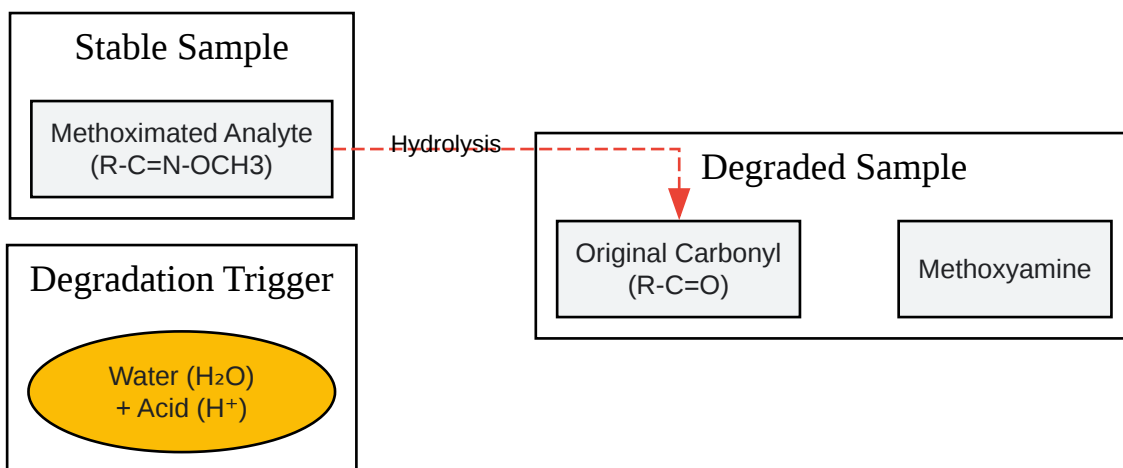 Stable Sample
Methoximated Analyte
(R-C=N-OCH3)
Hydrolysis
Degraded Sample
Original Carbonyl
(R-C=O)
Methoxyamine
Degradation Trigger
Water (H₂O)
+ Acid (H⁺)